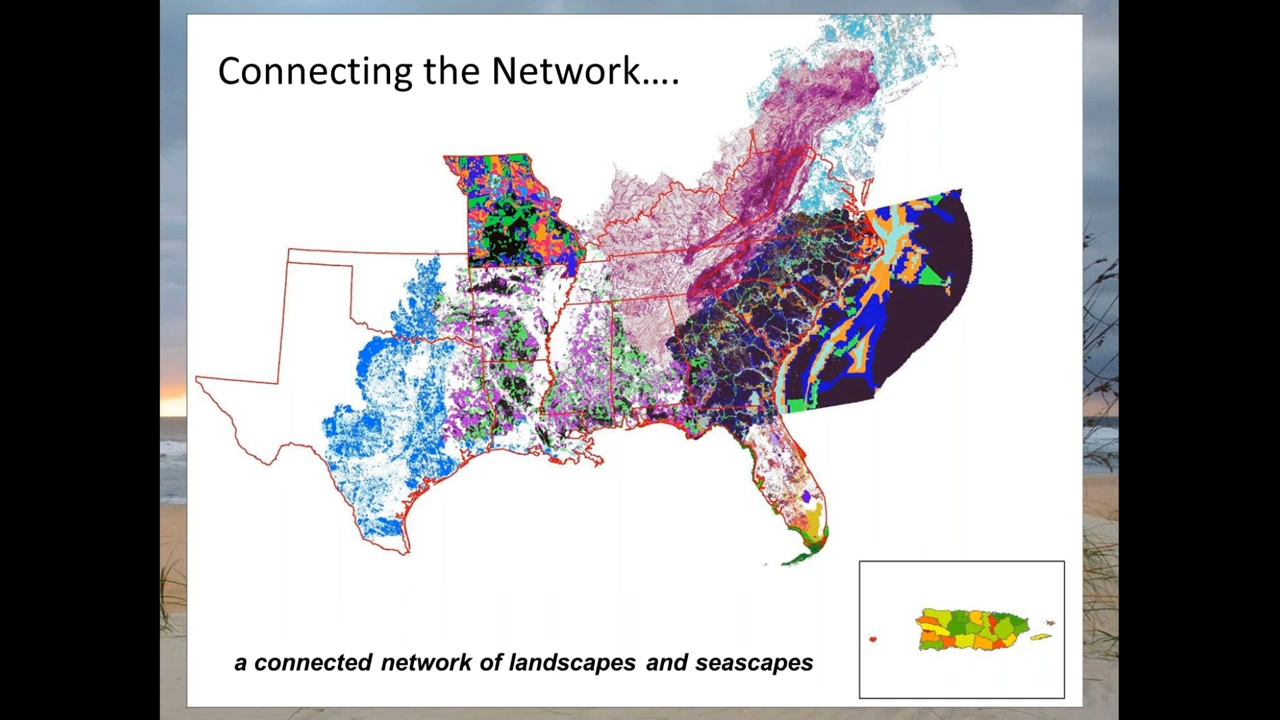 Connecting the Network….
a connected network of landscapes and seascapes